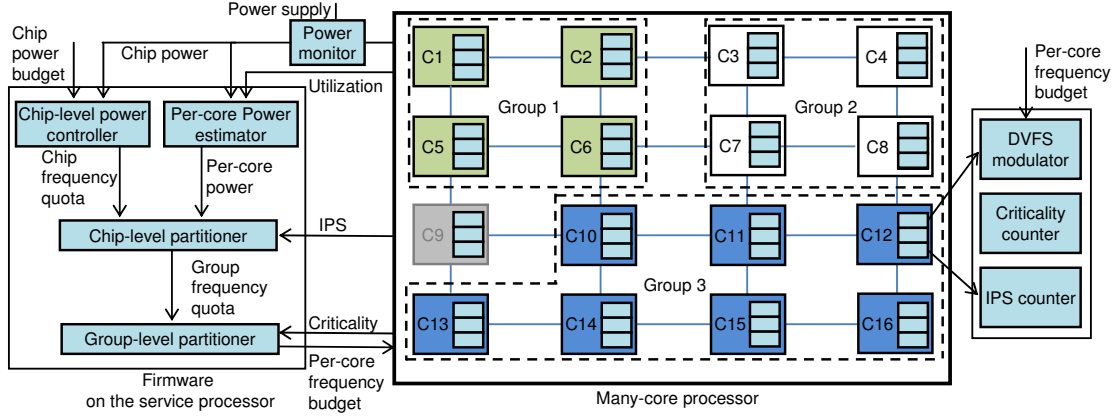 Power supply
Chip
power
budget
Chip power
Power
monitor
Utilization
Chip-level power
controller
Per-core Power
estimator
Chip
frequency
quota
Per-core
power
Chip-level partitioner
IPS
Group
frequency
quota
Group-level partitioner
Criticality
Per-core
frequency
budget
Firmware
on the service processor
C1
C2
C3
C4
Group 1
Group 2
C5
C6
C7
C8
C9
C10
C11
C12
Group 3
C13
C14
C15
C16
Many-core processor
Per-core
frequency
budget
DVFS
modulator
Criticality
counter
IPS counter